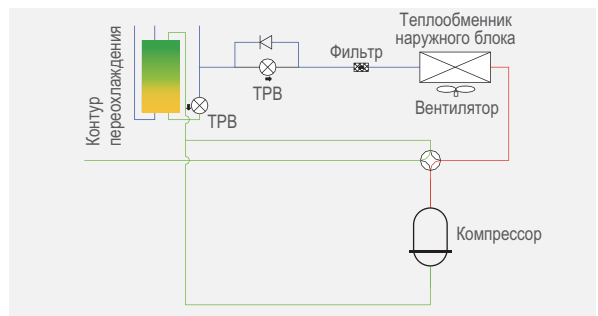 Теплообменник
наружного блока
Фильтр
Вентилятор
ТРВ
ТРВ
Контур
переохлаждения
Компрессор